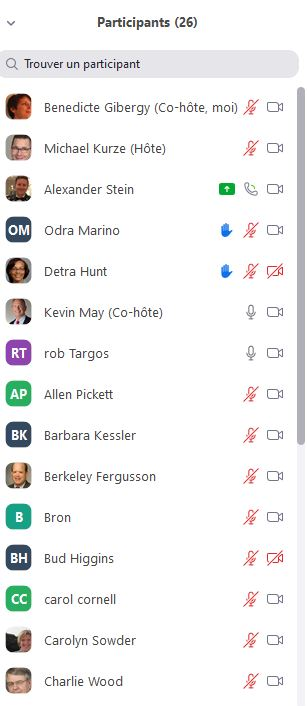 Participants (26)
Trouver un participant
Benedicte Gibergy (Co-hôte, moi)
Michael Kurze (Hôte)
Alexander Stein
OM Odra Marino
Detra Hunt
Kevin May (Co-hôte)
RT rob Targos
AP Allen Pickett
BK Barbara Kessler
Berkeley Fergusson
B Bron
BH Bud Higgins
CC carol cornell
Carolyn Sowder
Charlie Wood